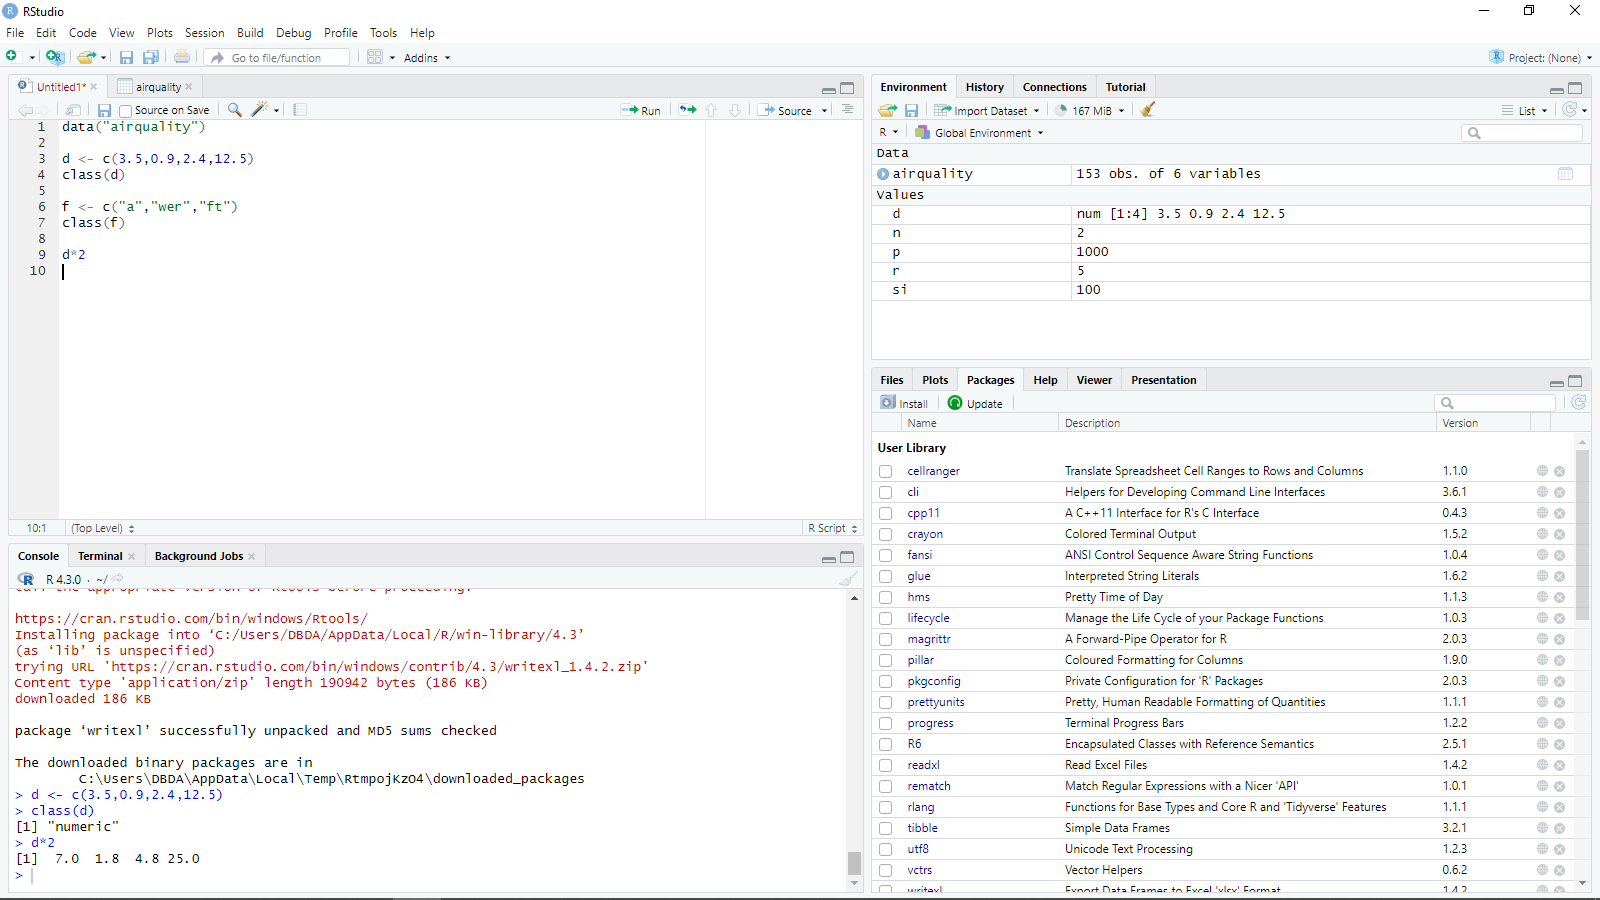 RStudio
File Edit Code View Plots Session Build Debug Profile Tools Help
Go to file/function Addins Project: (None)
Untitled1* airquality
Source on Save Run Source
1 data("airquality")
2
3 d <- c(3.5,0.9,2.4,12.5)
4 class(d)
5
6 f <- c("a","wer","ft")
7 class(f)
8
9 d*2
10
10:1 (Top Level) R Script
Console Terminal Background Jobs
R 4.3.0 · ~/
call the appropriate version of Rtools before proceeding:
https://cran.rstudio.com/bin/windows/Rtools/
Installing package into ‘C:/Users/DBDA/AppData/Local/R/win-library/4.3’
(as ‘lib’ is unspecified)
trying URL 'https://cran.rstudio.com/bin/windows/contrib/4.3/writexl_1.4.2.zip'
Content type 'application/zip' length 190942 bytes (186 KB)
downloaded 186 KB
package ‘writexl’ successfully unpacked and MD5 sums checked
The downloaded binary packages are in
C:\Users\DBDA\AppData\Local\Temp\RtmpojKzO4\downloaded_packages
> d <- c(3.5,0.9,2.4,12.5)
> class(d)
[1] "numeric"
> d*2
[1] 7.0 1.8 4.8 25.0
>
Environment History Connections Tutorial
Import Dataset 167 MiB List
R Global Environment
Data
airquality 153 obs. of 6 variables
Values
d num [1:4] 3.5 0.9 2.4 12.5
n 2
p 1000
r 5
si 100
Files Plots Packages Help Viewer Presentation
Install Update
Name Description Version
User Library
cellranger Translate Spreadsheet Cell Ranges to Rows and Columns 1.1.0
cli Helpers for Developing Command Line Interfaces 3.6.1
cpp11 A C++11 Interface for R's C Interface 0.4.3
crayon Colored Terminal Output 1.5.2
fansi ANSI Control Sequence Aware String Functions 1.0.4
glue Interpreted String Literals 1.6.2
hms Pretty Time of Day 1.1.3
lifecycle Manage the Life Cycle of your Package Functions 1.0.3
magrittr A Forward-Pipe Operator for R 2.0.3
pillar Coloured Formatting for Columns 1.9.0
pkgconfig Private Configuration for 'R' Packages 2.0.3
prettyunits Pretty, Human Readable Formatting of Quantities 1.1.1
progress Terminal Progress Bars 1.2.2
R6 Encapsulated Classes with Reference Semantics 2.5.1
readxl Read Excel Files 1.4.2
rematch Match Regular Expressions with a Nicer 'API' 1.0.1
rlang Functions for Base Types and Core R and 'Tidyverse' Features 1.1.1
tibble Simple Data Frames 3.2.1
utf8 Unicode Text Processing 1.2.3
vctrs Vector Helpers 0.6.2
writexl Export Data Frames to Excel 'xlsx' Format 1.4.2